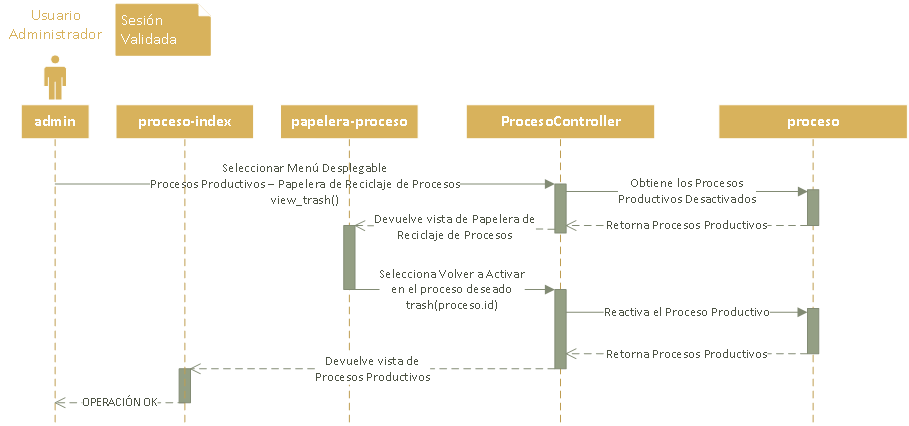 Usuario
Administrador
Sesión
Validada
admin
proceso-index
papelera-proceso
ProcesoController
proceso
Seleccionar Menú Desplegable
Procesos Productivos – Papelera de Reciclaje de Procesos
view_trash()
Obtiene los Procesos
Productivos Desactivados
Devuelve vista de Papelera de
Reciclaje de Procesos
Retorna Procesos Productivos
Selecciona Volver a Activar
en el proceso deseado
trash(proceso.id)
Reactiva el Proceso Productivo
Retorna Procesos Productivos
Devuelve vista de
Procesos Productivos
OPERACIÓN OK